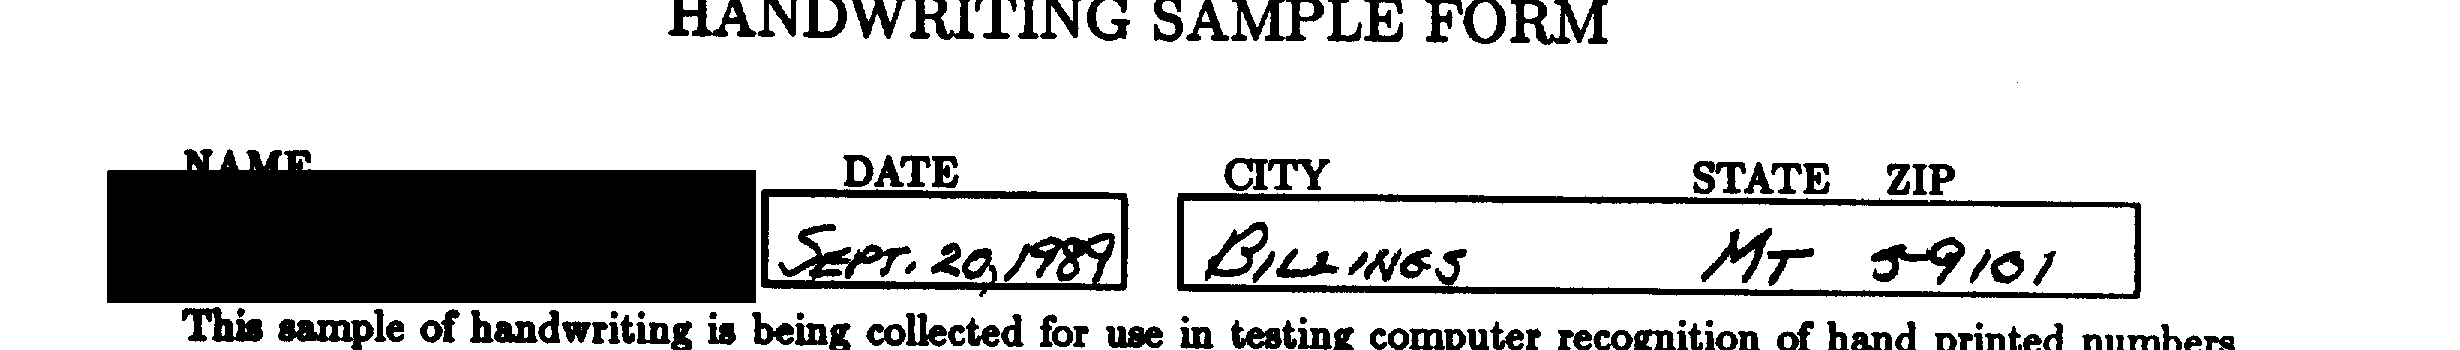 HANDWRITING SAMPLE FORM
NAME DATE CITY STATE ZIP
SEPT. 20, 1989 BILLINGS MT 59101
This sample of handwriting is being collected for use in testing computer recognition of hand printed numbers